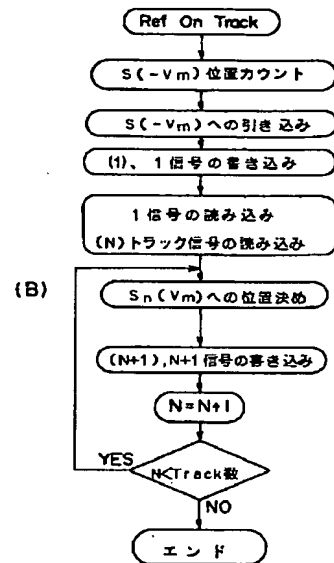 Ref On Track
S(-Vm)位置カウント
S(-Vm)への引き込み
(1)、1信号の書き込み
1信号の読み込み
(N)トラック信号の読み込み
(B)
Sn(Vm)への位置決め
(N+1),N+1信号の書き込み
N=N+1
YES
N<Track数
NO
エンド